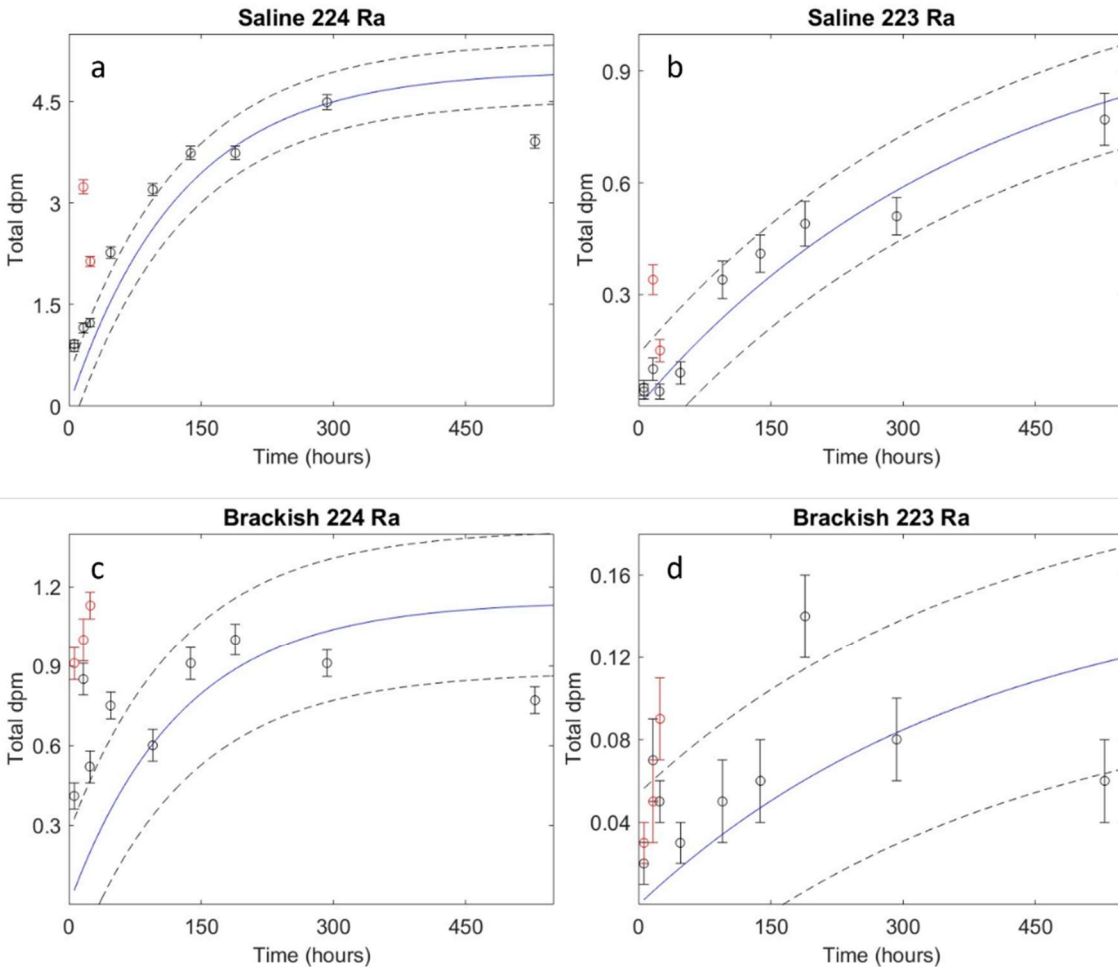 Saline 224 Ra
a
4.5
3
1.5
0
Total dpm
0 150 300 450
Time (hours)
Saline 223 Ra
b
0.9
0.6
0.3
Total dpm
0 150 300 450
Time (hours)
Brackish 224 Ra
c
1.2
0.9
0.6
0.3
Total dpm
0 150 300 450
Time (hours)
Brackish 223 Ra
d
0.16
0.12
0.08
0.04
Total dpm
0 150 300 450
Time (hours)